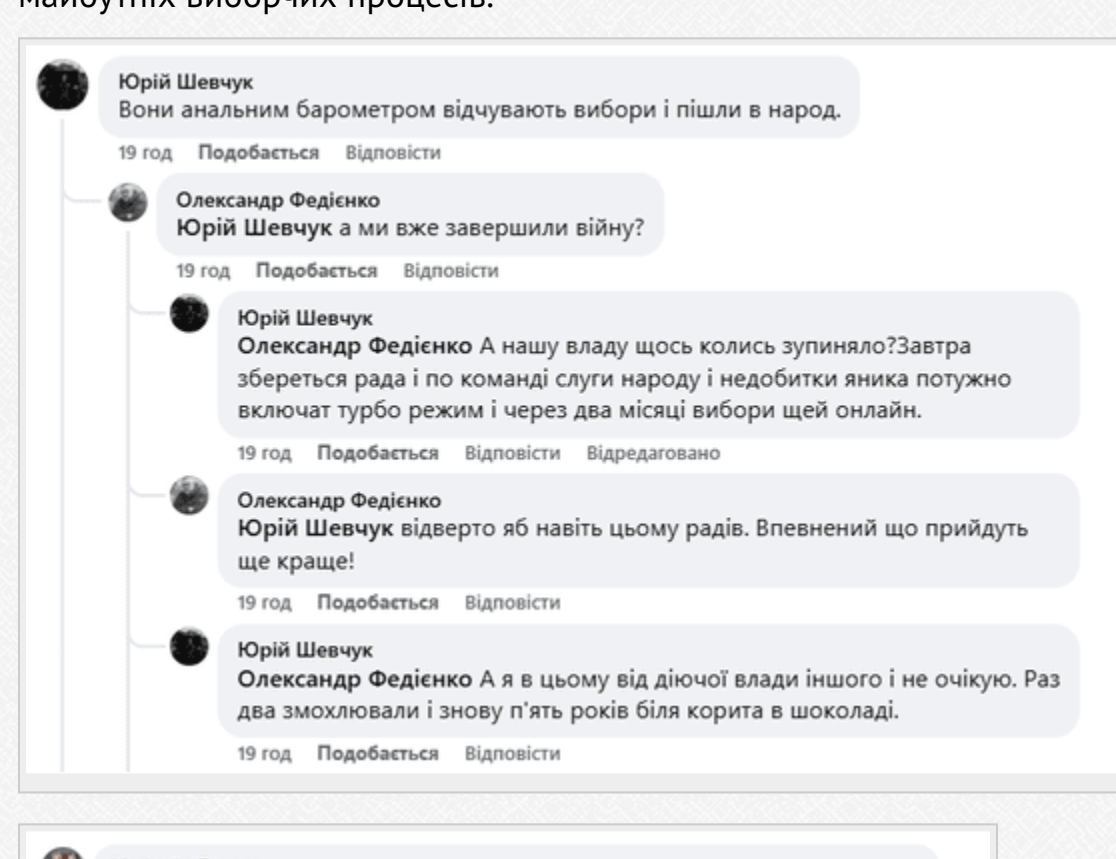 майбутніх виборчих процесів.
Юрій Шевчук
Вони анальним барометром відчувають вибори і пішли в народ.
19 год Подобається Відповісти
Олександр Федієнко
Юрій Шевчук а ми вже завершили війну?
19 год Подобається Відповісти
Юрій Шевчук
Олександр Федієнко А нашу владу щось колись зупиняло?Завтра
збереться рада і по команді слуги народу і недобитки яника потужно
включат турбо режим і через два місяці вибори щей онлайн.
19 год Подобається Відповісти Відредаговано
Олександр Федієнко
Юрій Шевчук відверто яб навіть цьому радів. Впевнений що прийдуть
ще краще!
19 год Подобається Відповісти
Юрій Шевчук
Олександр Федієнко А я в цьому від діючої влади іншого і не очікую. Раз
два змохлювали і знову п'ять років біля корита в шоколаді.
19 год Подобається Відповісти